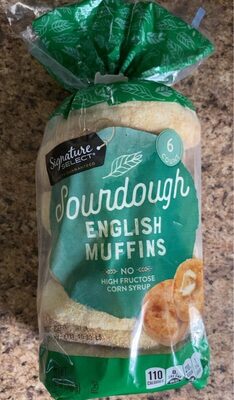 Signature
SELECT®
6
Sourdough
ENGLISH
MUFFINS
NO
HIGH FRUCTOSE
CORN SYRUP
110